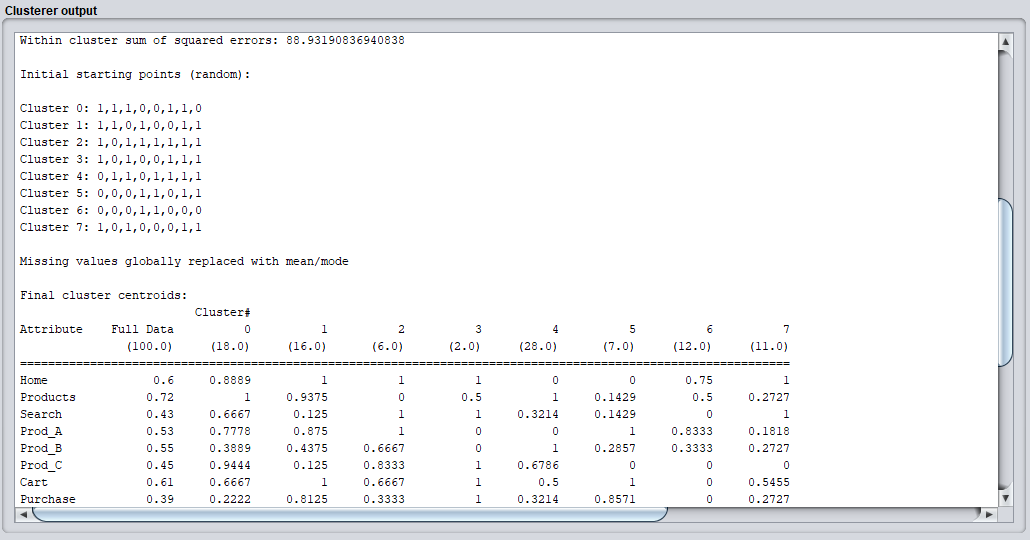 Clusterer output
Within cluster sum of squared errors: 88.93190836940838
Initial starting points (random):
Cluster 0: 1,1,1,0,0,1,1,0
Cluster 1: 1,1,0,1,0,0,1,1
Cluster 2: 1,0,1,1,1,1,1,1
Cluster 3: 1,0,1,0,0,1,1,1
Cluster 4: 0,1,1,0,1,1,1,1
Cluster 5: 0,0,0,1,1,0,1,1
Cluster 6: 0,0,0,1,1,0,0,0
Cluster 7: 1,0,1,0,0,0,1,1
Missing values globally replaced with mean/mode
Final cluster centroids:
Cluster#
Attribute Full Data 0 1 2 3 4 5 6 7
(100.0) (18.0) (16.0) (6.0) (2.0) (28.0) (7.0) (12.0) (11.0)
==================================================================================================================
Home 0.6 0.8889 1 1 1 0 0 0.75 1
Products 0.72 1 0.9375 0 0.5 1 0.1429 0.5 0.2727
Search 0.43 0.6667 0.125 1 1 0.3214 0.1429 0 1
Prod_A 0.53 0.7778 0.875 1 0 0 1 0.8333 0.1818
Prod_B 0.55 0.3889 0.4375 0.6667 0 1 0.2857 0.3333 0.2727
Prod_C 0.45 0.9444 0.125 0.8333 1 0.6786 0 0 0
Cart 0.61 0.6667 1 0.6667 1 0.5 1 0 0.5455
Purchase 0.39 0.2222 0.8125 0.3333 1 0.3214 0.8571 0 0.2727